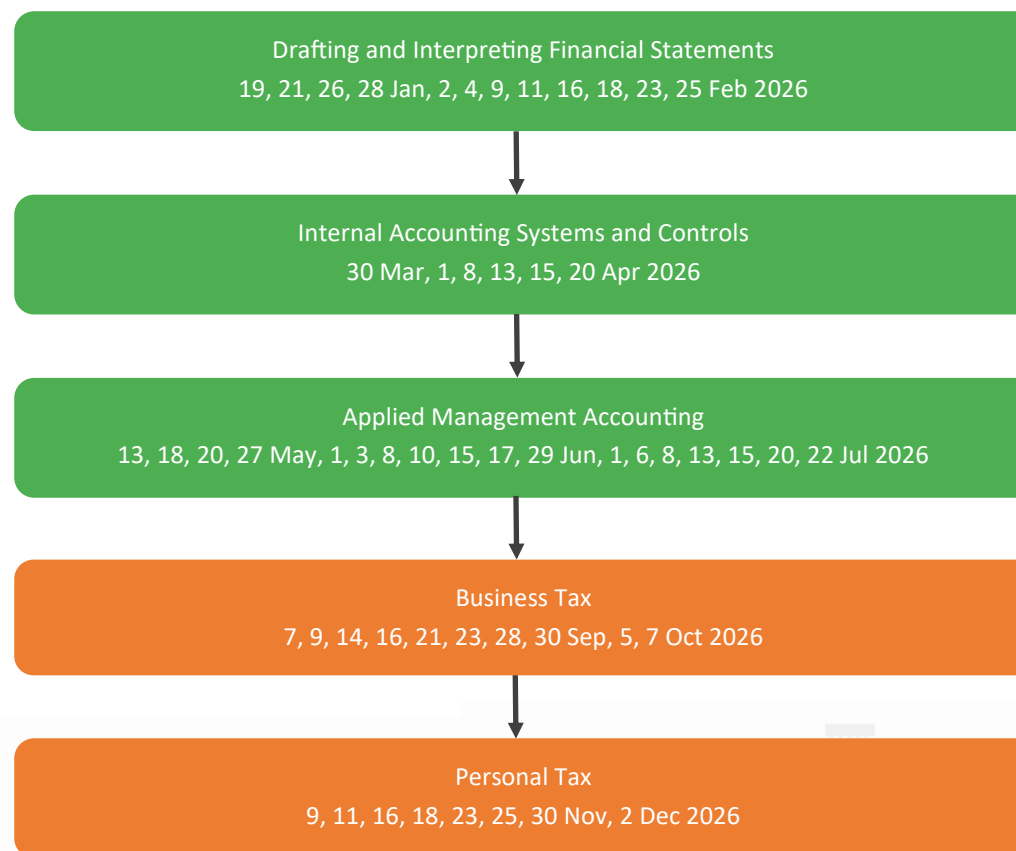 Drafting and Interpreting Financial Statements
19, 21, 26, 28 Jan, 2, 4, 9, 11, 16, 18, 23, 25 Feb 2026
Internal Accounting Systems and Controls
30 Mar, 1, 8, 13, 15, 20 Apr 2026
Applied Management Accounting
13, 18, 20, 27 May, 1, 3, 8, 10, 15, 17, 29 Jun, 1, 6, 8, 13, 15, 20, 22 Jul 2026
Business Tax
7, 9, 14, 16, 21, 23, 28, 30 Sep, 5, 7 Oct 2026
Personal Tax
9, 11, 16, 18, 23, 25, 30 Nov, 2 Dec 2026